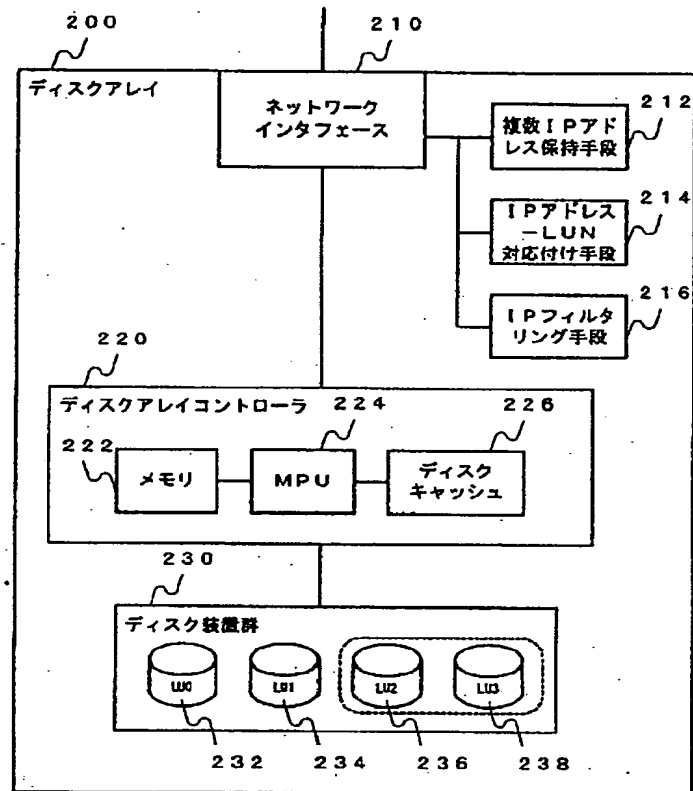 200
210
ディスクアレイ
ネットワーク
インタフェース
複数IPアド
レス保持手段
212
IPアドレス
-LUN
対応付け手段
214
IPフィルタ
リング手段
216
220
ディスクアレイコントローラ
224
226
222
メモリ
MPU
ディスク
キャッシュ
230
ディスク装置群
LU0
LU1
LU2
LU3
232
234
236
238